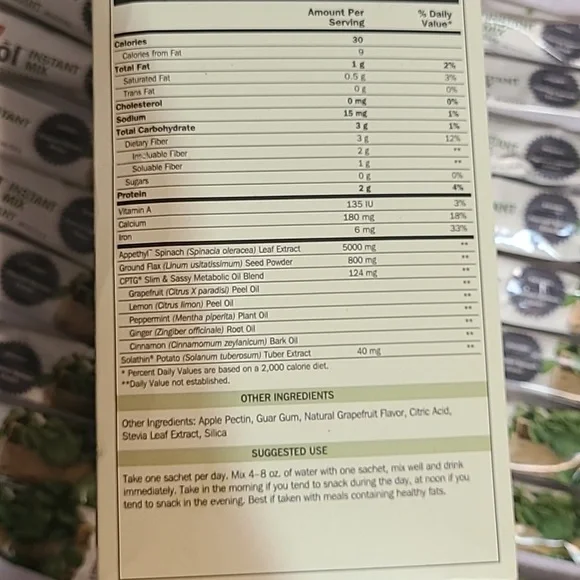 Amount Per
Serving
% Daily
Value*
Calories 30
Calories from Fat 9
Total Fat 1 g 2%
Saturated Fat 0.5 g 3%
Trans Fat 0 g 0%
Cholesterol 0 mg 0%
Sodium 15 mg 1%
Total Carbohydrate 3 g 1%
Dietary Fiber 3 g 12%
Insoluable Fiber 2 g **
Soluable Fiber 1 g **
Sugars 0 g 0%
Protein 2 g 4%
Vitamin A 135 IU 3%
Calcium 180 mg 18%
Iron 6 mg 33%
Appethyl™ Spinach (Spinacia oleracea) Leaf Extract 5000 mg **
Ground Flax (Linum usitatissimum) Seed Powder 800 mg **
CPTG® Slim & Sassy Metabolic Oil Blend 124 mg **
Grapefruit (Citrus X paradisi) Peel Oil **
Lemon (Citrus limon) Peel Oil **
Peppermint (Mentha piperita) Plant Oil **
Ginger (Zingiber officinale) Root Oil **
Cinnamon (Cinnamomum zeylanicum) Bark Oil **
Solathin® Potato (Solanum tuberosum) Tuber Extract 40 mg **
* Percent Daily Values are based on a 2,000 calorie diet.
**Daily Value not established.
OTHER INGREDIENTS
Other Ingredients: Apple Pectin, Guar Gum, Natural Grapefruit Flavor, Citric Acid,
Stevia Leaf Extract, Silica
SUGGESTED USE
Take one sachet per day. Mix 4–8 oz. of water with one sachet, mix well and drink
immediately. Take in the morning if you tend to snack during the day, at noon if you
tend to snack in the evening. Best if taken with meals containing healthy fats.
INSTANT
MIX
INSTANT
MIX